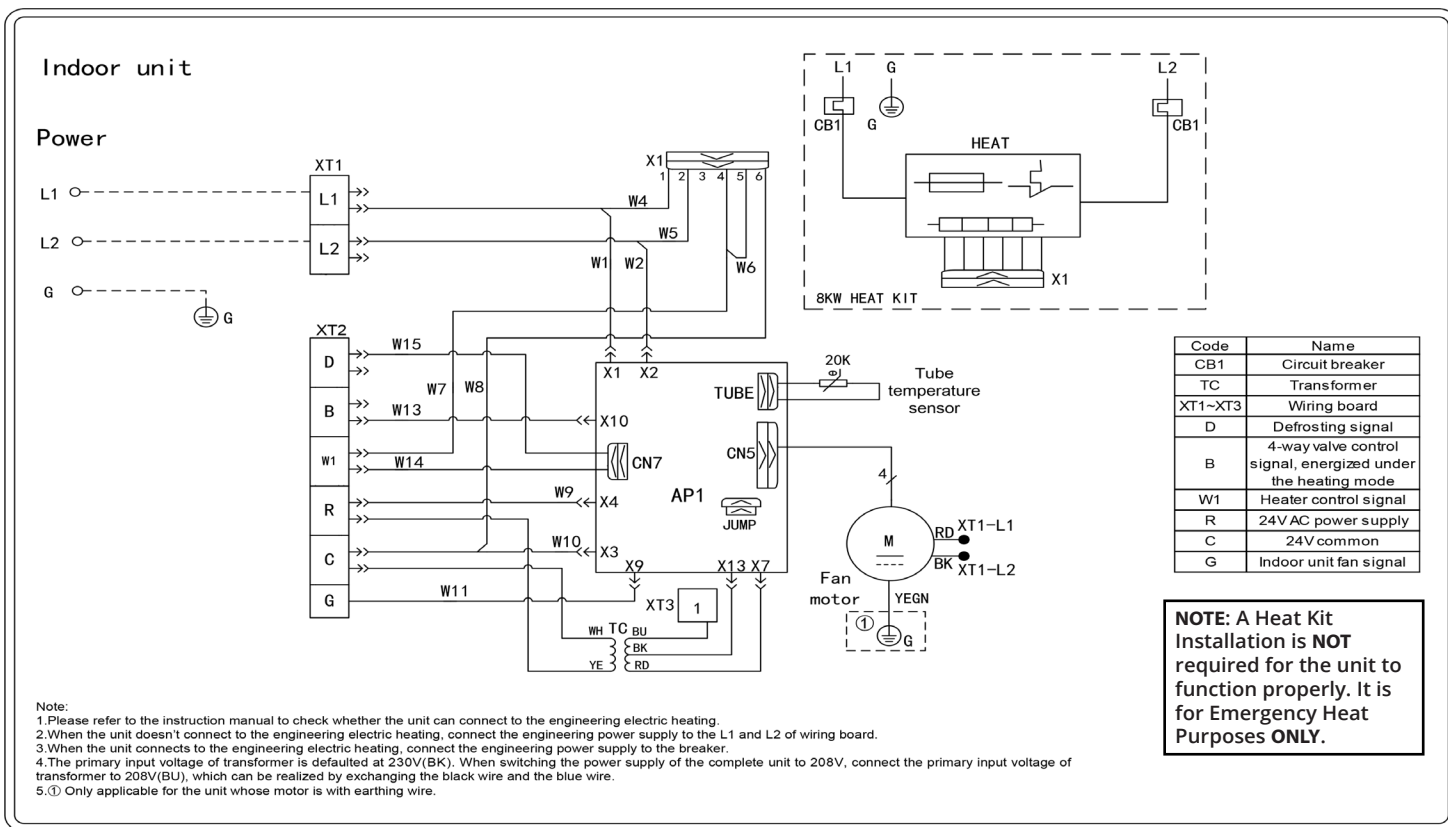 Indoor unit
Power
L1
L2
G
G
XT1
L1
L2
X1
1 2 3 4 5 6
W4
W5
W1 W2
W6
L1 G L2
CB1 G CB1
HEAT
X1
8KW HEAT KIT
XT2
D
B
W1
R
C
G
W15
W13
W14
W7 W8
W9
W10
W11
X1 X2
X10
CN7
X4
X3
X9
X13 X7
AP1
TUBE
CN5
JUMP
20K
θ
Tube
temperature
sensor
4
M
RD XT1-L1
BK XT1-L2
Fan
motor
YEGN
① G
XT3 1
WH TC BU
BK
YE RD
Code Name
CB1 Circuit breaker
TC Transformer
XT1~XT3 Wiring board
D Defrosting signal
B 4-way valve control
signal, energized under
the heating mode
W1 Heater control signal
R 24V AC power supply
C 24V common
G Indoor unit fan signal
NOTE: A Heat Kit
Installation is NOT
required for the unit to
function properly. It is
for Emergency Heat
Purposes ONLY.
Note:
1.Please refer to the instruction manual to check whether the unit can connect to the engineering electric heating.
2.When the unit doesn't connect to the engineering electric heating, connect the engineering power supply to the L1 and L2 of wiring board.
3.When the unit connects to the engineering electric heating, connect the engineering power supply to the breaker.
4.The primary input voltage of transformer is defaulted at 230V(BK). When switching the power supply of the complete unit to 208V, connect the primary input voltage of
transformer to 208V(BU), which can be realized by exchanging the black wire and the blue wire.
5.① Only applicable for the unit whose motor is with earthing wire.